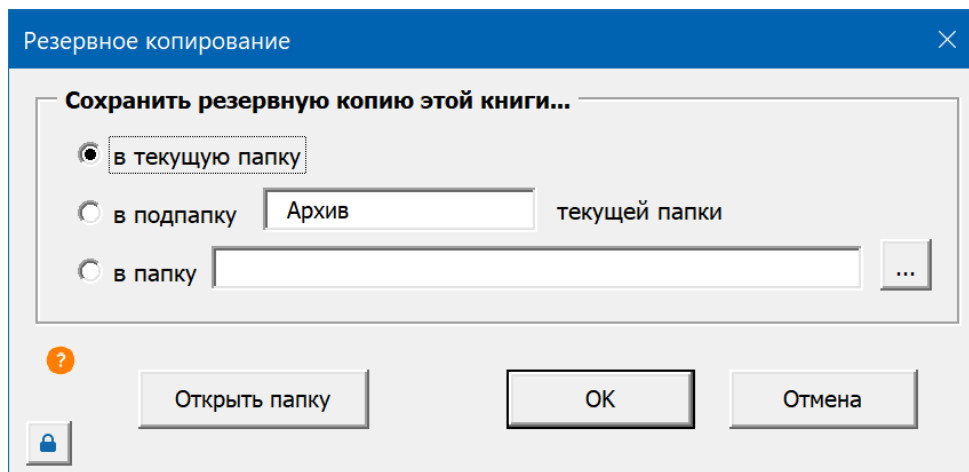 Резервное копирование
Сохранить резервную копию этой книги...
в текущую папку
в подпапку Архив текущей папки
в папку ...
?
Открыть папку OK Отмена